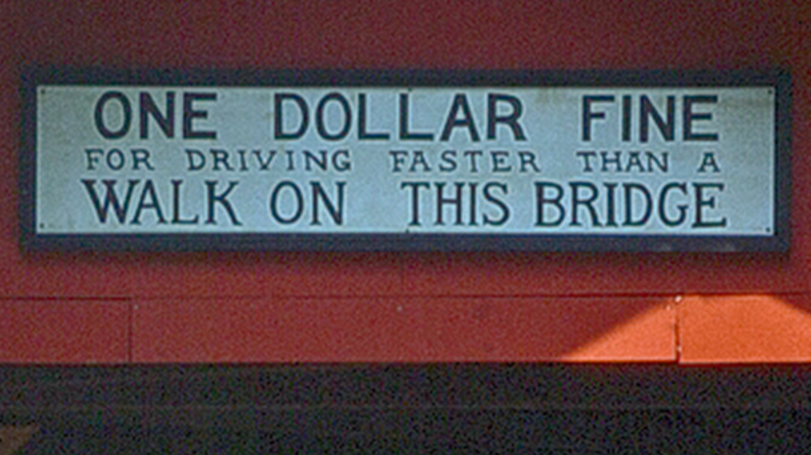 ONE DOLLAR FINE
FOR DRIVING FASTER THAN A
WALK ON THIS BRIDGE